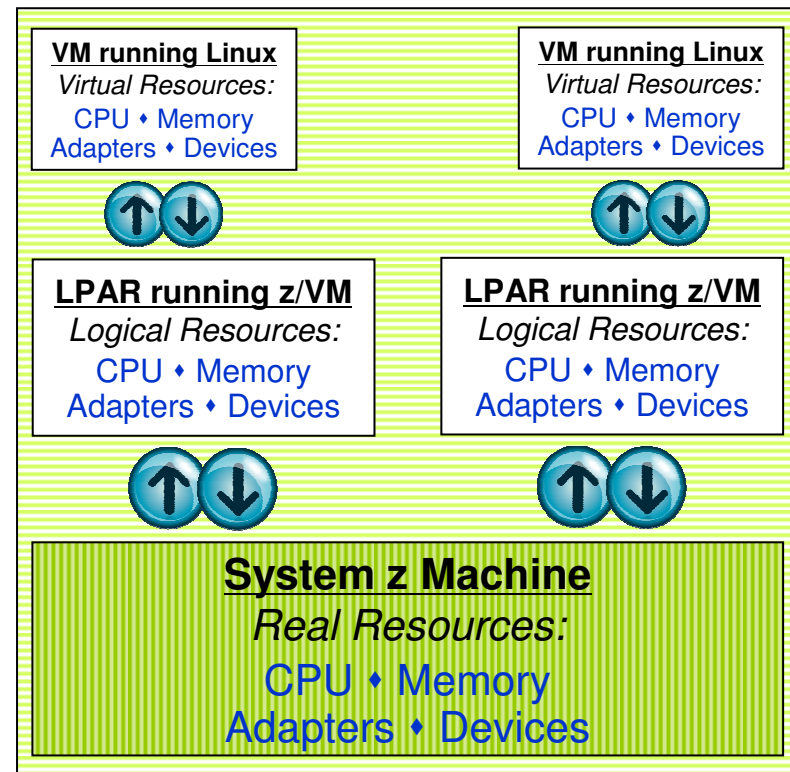 VM running Linux
Virtual Resources:
CPU • Memory
Adapters • Devices
VM running Linux
Virtual Resources:
CPU • Memory
Adapters • Devices
LPAR running z/VM
Logical Resources:
CPU • Memory
Adapters • Devices
LPAR running z/VM
Logical Resources:
CPU • Memory
Adapters • Devices
System z Machine
Real Resources:
CPU • Memory
Adapters • Devices